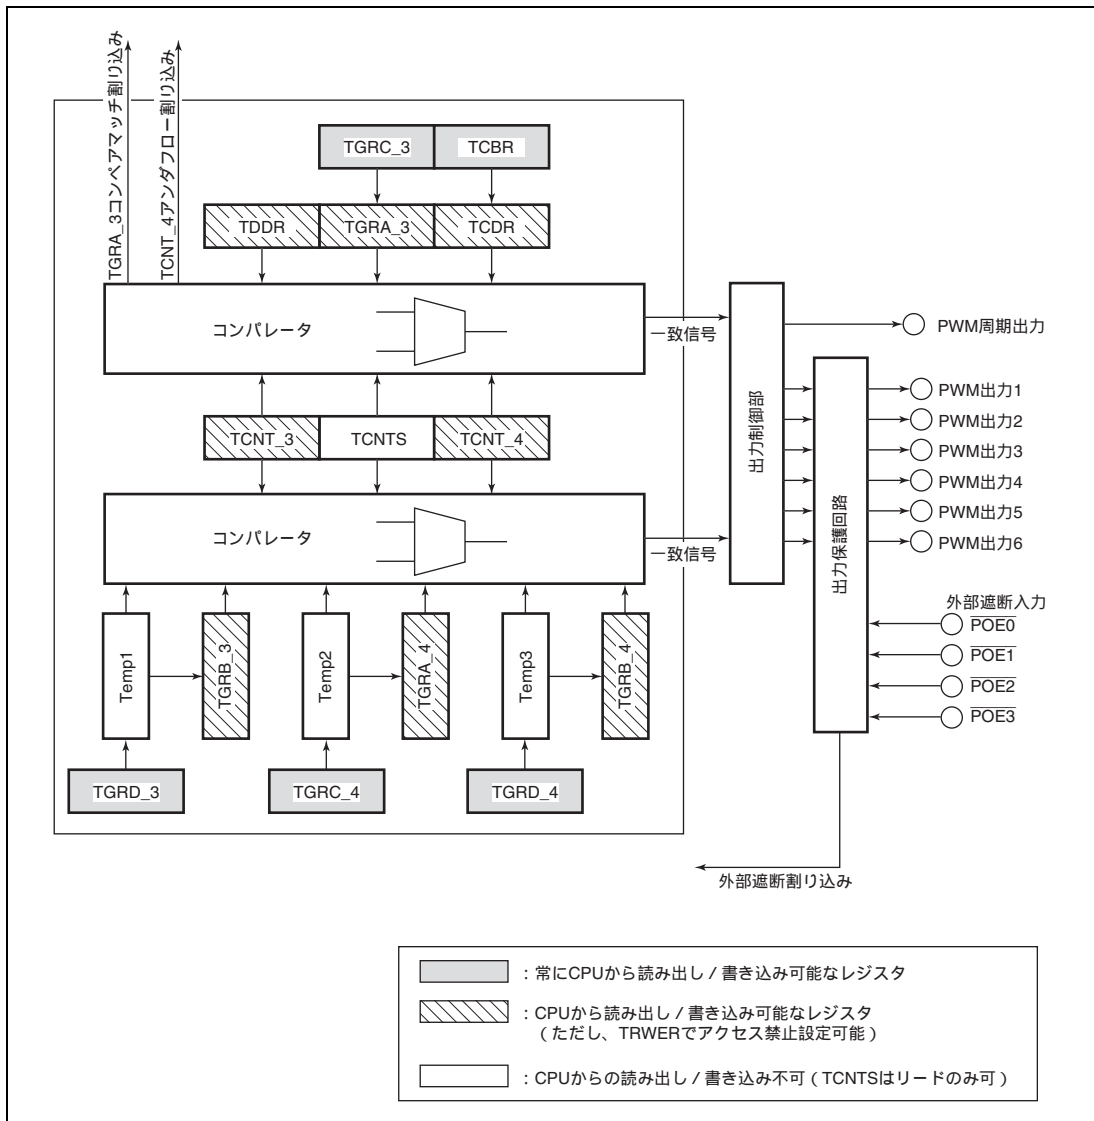 TGRA_3コンペアマッチ割り込み
TCNT_4アンダフロー割り込み
TGRC_3
TCBR
TDDR
TGRA_3
TCDR
コンパレータ
一致信号
出力制御部
PWM周期出力
TCNT_3
TCNTS
TCNT_4
コンパレータ
一致信号
出力保護回路
PWM出力1
PWM出力2
PWM出力3
PWM出力4
PWM出力5
PWM出力6
外部遮断入力
POE0
POE1
POE2
POE3
Temp1
TGRB_3
Temp2
TGRA_4
Temp3
TGRB_4
TGRD_3
TGRC_4
TGRD_4
外部遮断割り込み
：常にCPUから読み出し / 書き込み可能なレジスタ
：CPUから読み出し / 書き込み可能なレジスタ
（ただし、TRWERでアクセス禁止設定可能）
：CPUからの読み出し / 書き込み不可（TCNTSはリードのみ可）